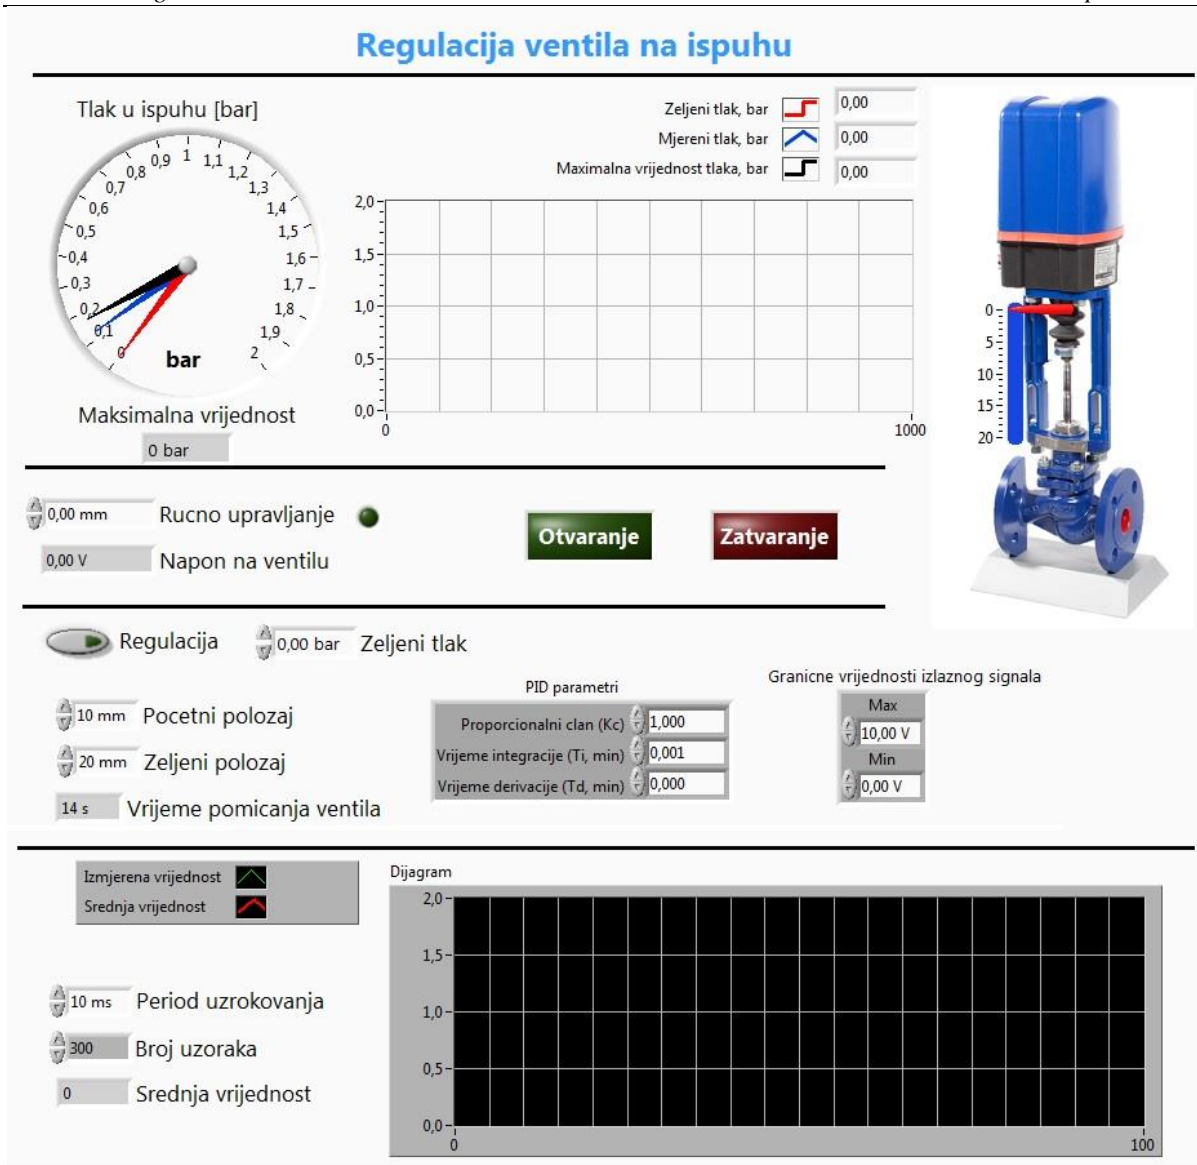 Regulacija ventila na ispuhu
Tlak u ispuhu [bar]
0
0,1
0,2
0,3
0,4
0,5
0,6
0,7
0,8
0,9
1
1,1
1,2
1,3
1,4
1,5
1,6
1,7
1,8
1,9
2
bar
Maksimalna vrijednost
0 bar
Zeljeni tlak, bar 0,00
Mjereni tlak, bar 0,00
Maximalna vrijednost tlaka, bar 0,00
2,0
1,5
1,0
0,5
0,0
0 1000
0
5
10
15
20
0,00 mm Rucno upravljanje
0,00 V Napon na ventilu
Otvaranje Zatvaranje
Regulacija 0,00 bar Zeljeni tlak
10 mm Pocetni polozaj
20 mm Zeljeni polozaj
14 s Vrijeme pomicanja ventila
PID parametri
Proporcionalni clan (Kc) 1,000
Vrijeme integracije (Ti, min) 0,001
Vrijeme derivacije (Td, min) 0,000
Granicne vrijednosti izlaznog signala
Max
10,00 V
Min
0,00 V
Izmjerena vrijednost
Srednja vrijednost
10 ms Period uzrokovanja
300 Broj uzoraka
0 Srednja vrijednost
Dijagram
2,0
1,5
1,0
0,5
0,0
0 100